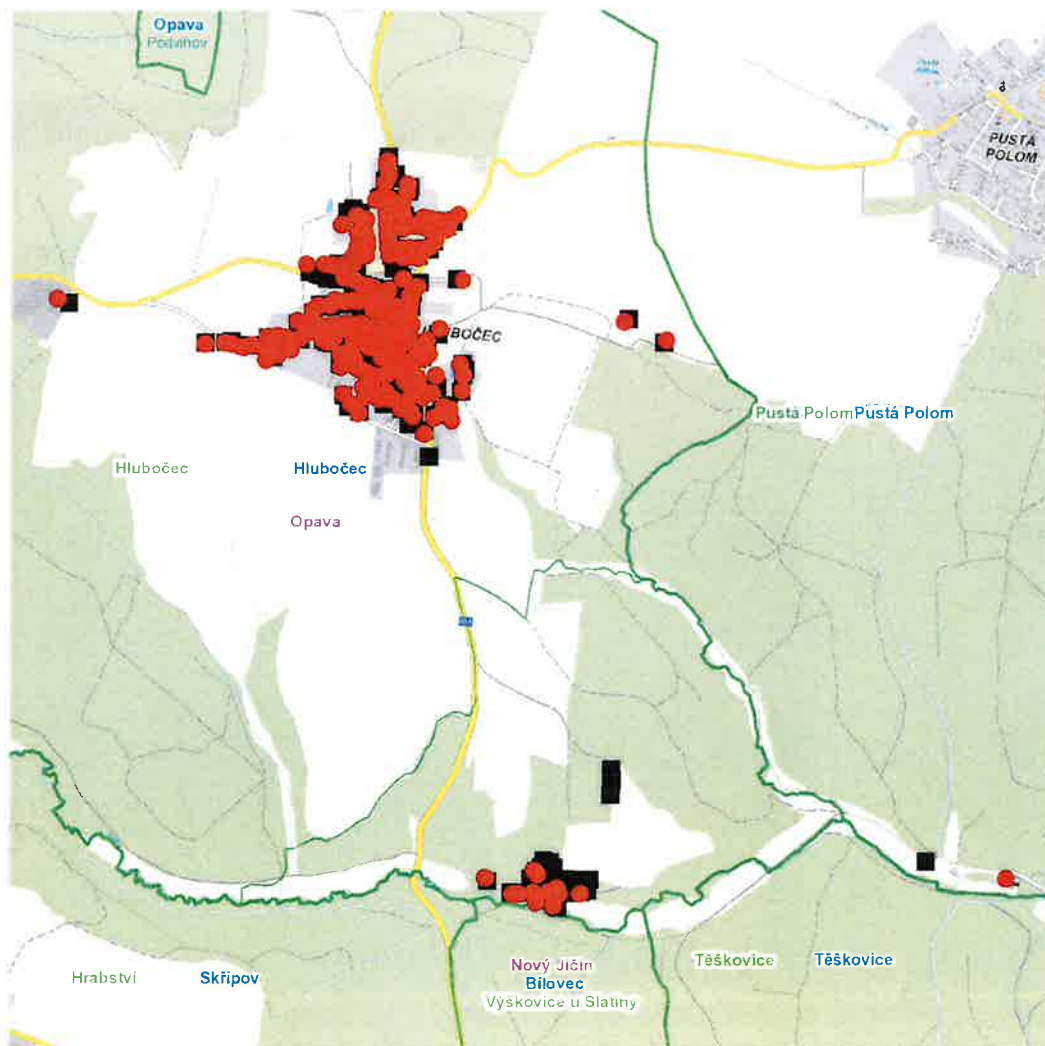 Opava
Podvihov
PUSTÁ
POLOM
Pustá Polom Pustá Polom
Hlubočec
Hlubočec
Opava
Nový Jičín
Bílovec
Výškovice u Slatiny
Těškovice
Těškovice
Hrabství
Skřipov